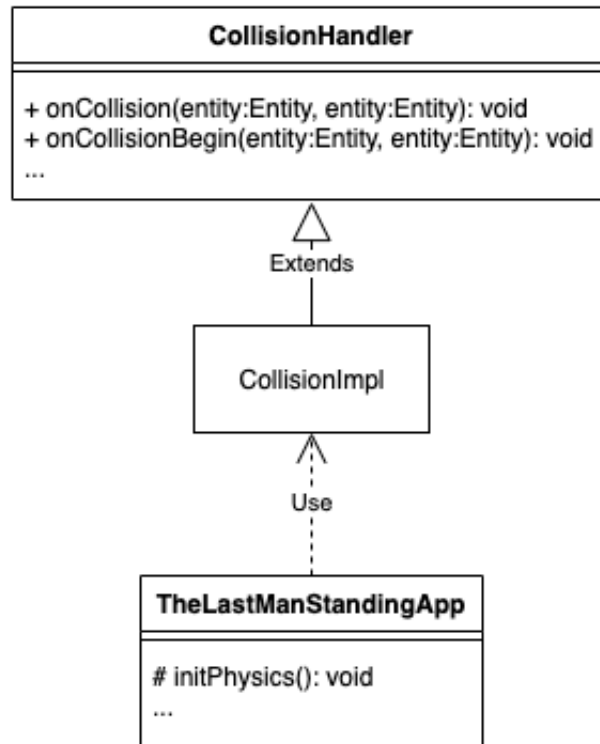 CollisionHandler
+ onCollision(entity:Entity, entity:Entity): void
+ onCollisionBegin(entity:Entity, entity:Entity): void
...
Extends
CollisionImpl
Use
TheLastManStandingApp
# initPhysics(): void
...